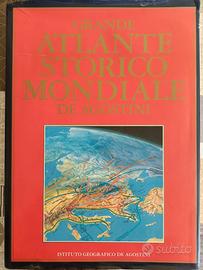 GRANDE
ATLANTE
STORICO
MONDIALE
DE AGOSTINI
ISTITUTO GEOGRAFICO DE AGOSTINI
subito